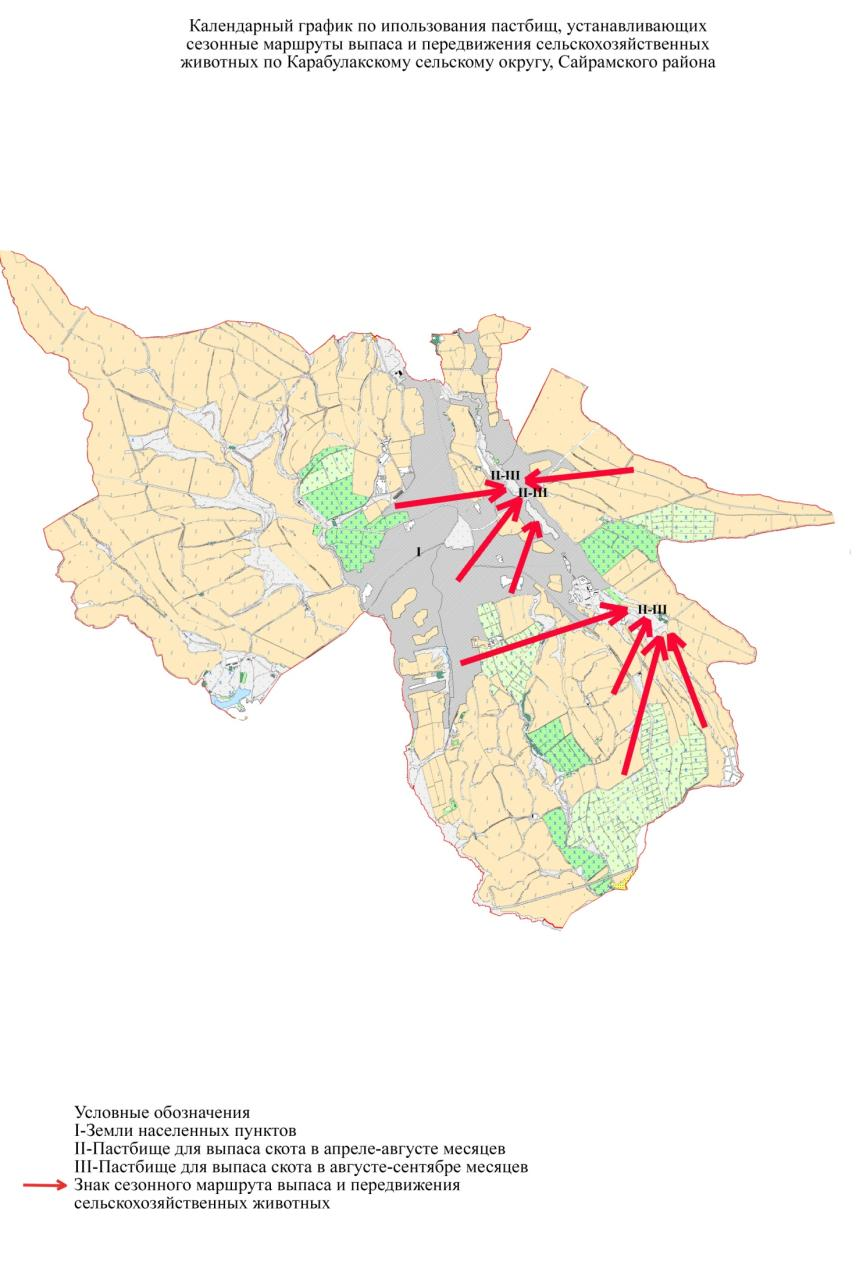 Календарный график по ипользования пастбищ, устанавливающих
сезонные маршруты выпаса и передвижения сельскохозяйственных
животных по Карабулакскому сельскому округу, Сайрамского района
II-III
II-III
I
II-III
Условные обозначения
I-Земли населенных пунктов
II-Пастбище для выпаса скота в апреле-августе месяцев
III-Пастбище для выпаса скота в августе-сентябре месяцев
Знак сезонного маршрута выпаса и передвижения
сельскохозяйственных животных